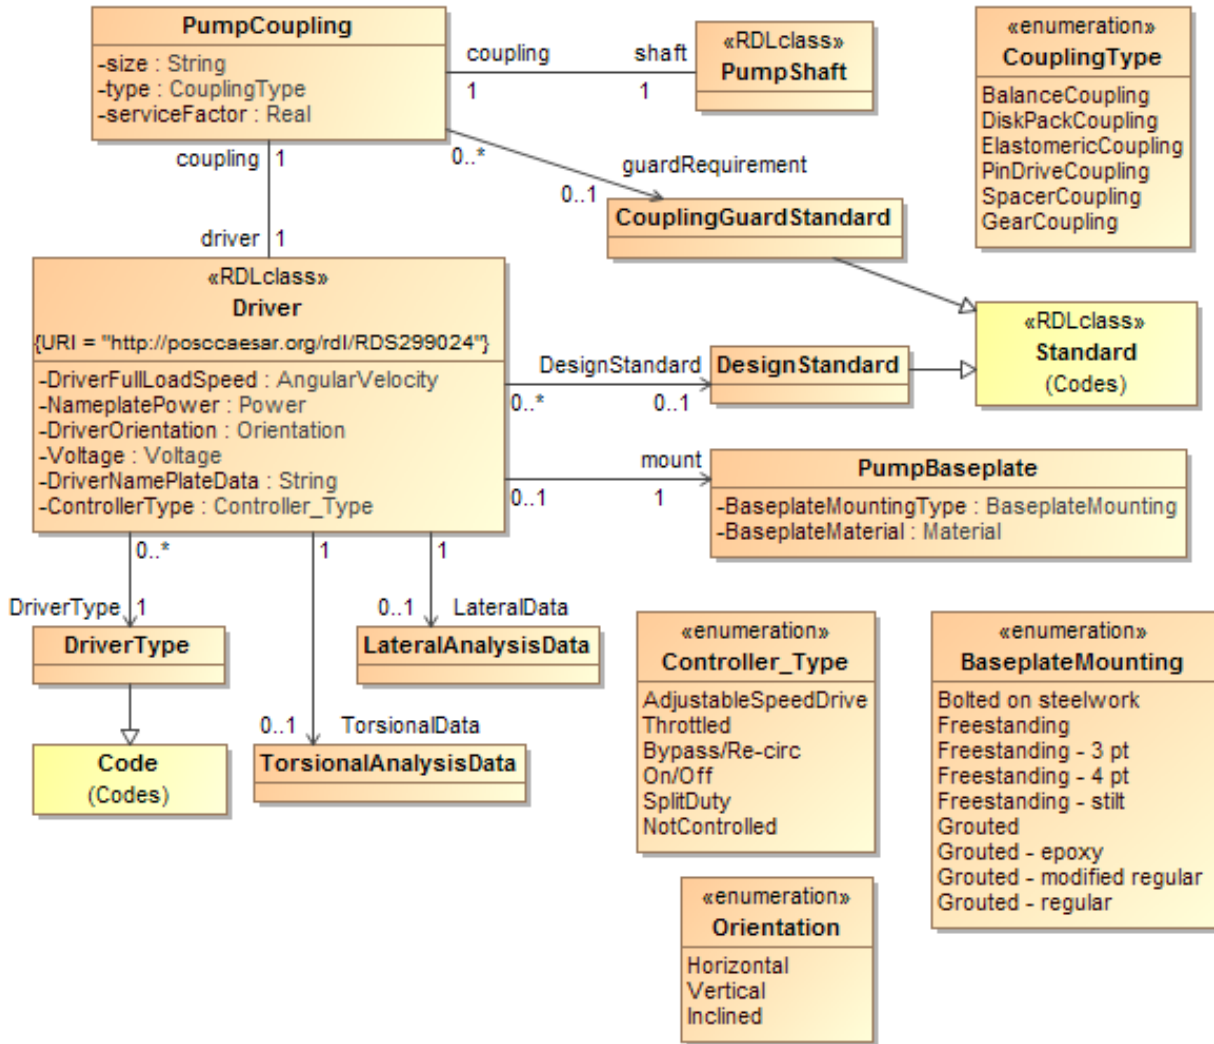 PumpCoupling
-size : String
-type : CouplingType
-serviceFactor : Real
coupling
1
shaft
1
«RDLclass»
PumpShaft
«enumeration»
CouplingType
BalanceCoupling
DiskPackCoupling
ElastomericCoupling
PinDriveCoupling
SpacerCoupling
GearCoupling
0..*
guardRequirement
0..1
CouplingGuardStandard
coupling
1
driver
1
«RDLclass»
Driver
{URI = "http://posccaesar.org/rdl/RDS299024"}
-DriverFullLoadSpeed : AngularVelocity
-NameplatePower : Power
-DriverOrientation : Orientation
-Voltage : Voltage
-DriverNamePlateData : String
-ControllerType : Controller_Type
DesignStandard
0..*
0..1
DesignStandard
«RDLclass»
Standard
(Codes)
mount
0..1
1
PumpBaseplate
-BaseplateMountingType : BaseplateMounting
-BaseplateMaterial : Material
0..*
DriverType
1
DriverType
Code
(Codes)
1
0..1
TorsionalData
TorsionalAnalysisData
1
0..1
LateralData
LateralAnalysisData
«enumeration»
Controller_Type
AdjustableSpeedDrive
Throttled
Bypass/Re-circ
On/Off
SplitDuty
NotControlled
«enumeration»
BaseplateMounting
Bolted on steelwork
Freestanding
Freestanding - 3 pt
Freestanding - 4 pt
Freestanding - stilt
Grouted
Grouted - epoxy
Grouted - modified regular
Grouted - regular
«enumeration»
Orientation
Horizontal
Vertical
Inclined